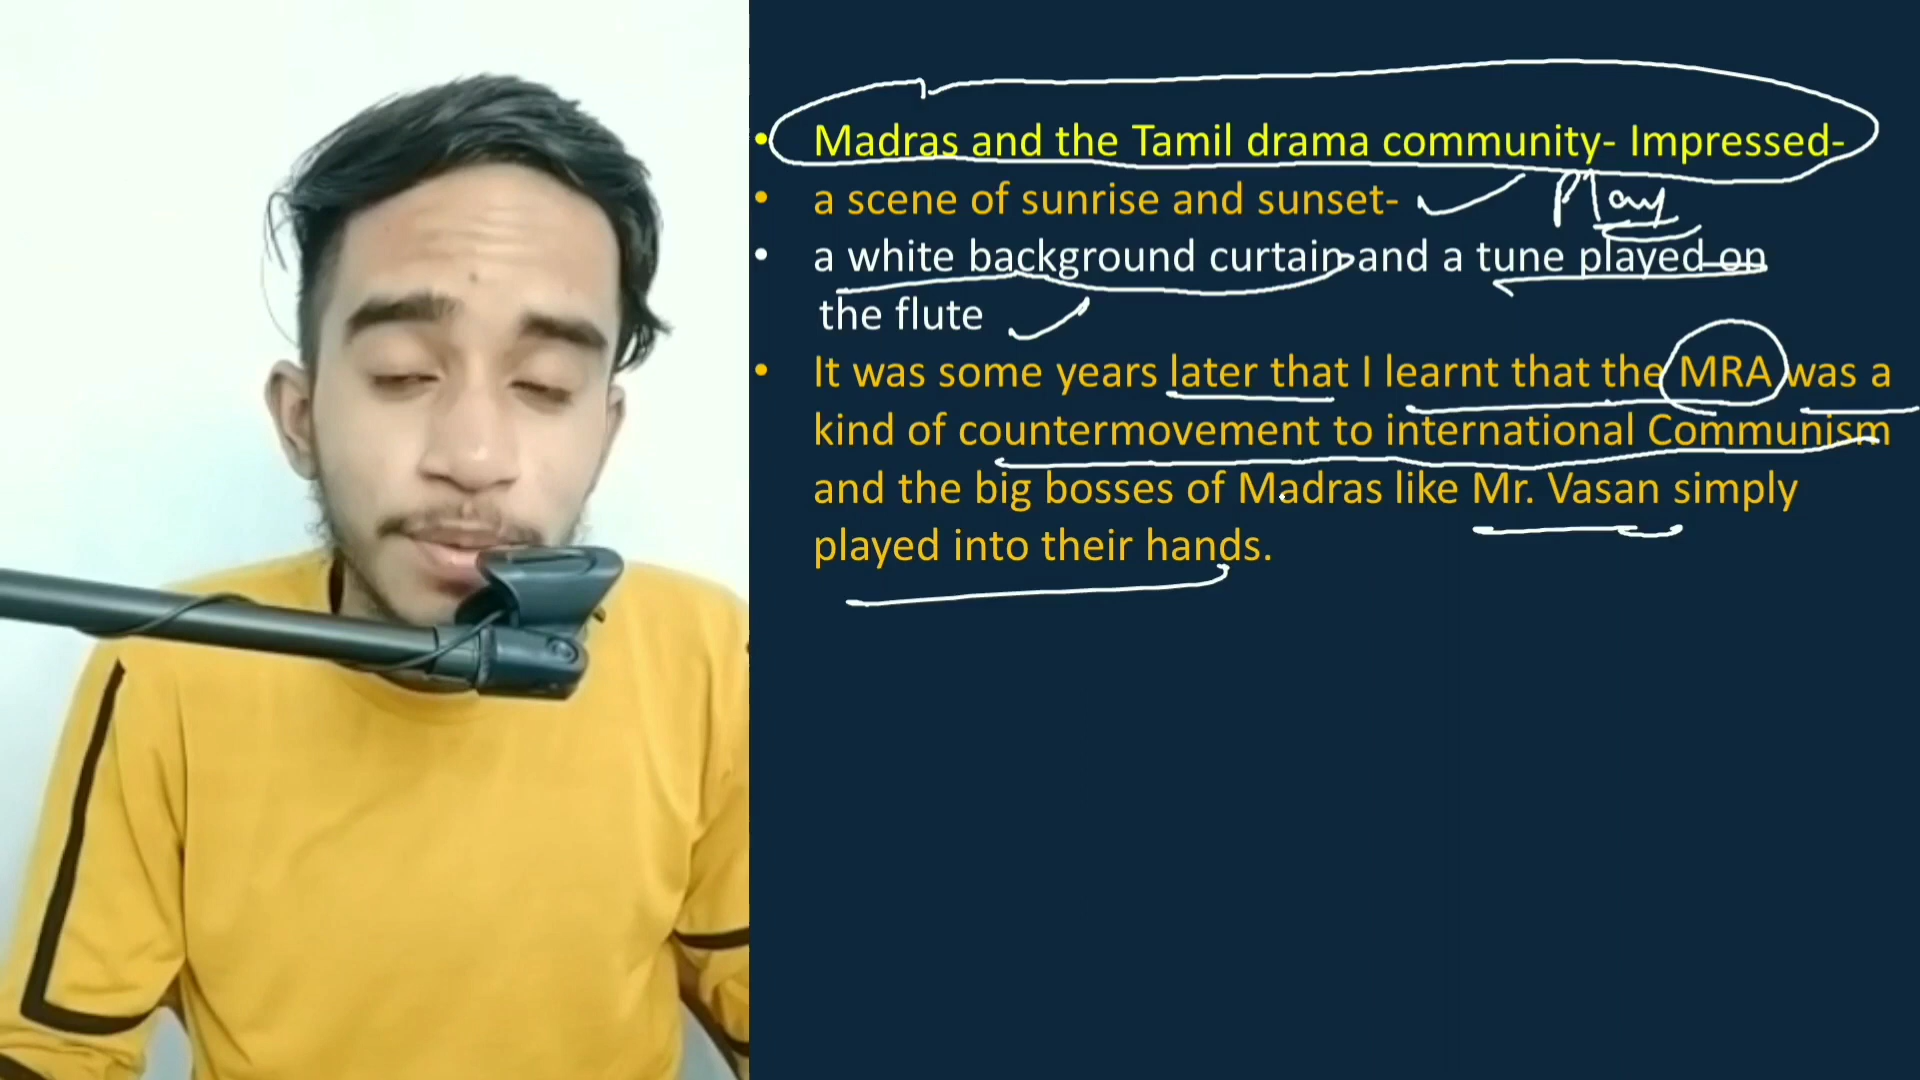 • Madras and the Tamil drama community- Impressed-
• a scene of sunrise and sunset- Play
• a white background curtain and a tune played on
the flute
• It was some years later that I learnt that the MRA was a
kind of countermovement to international Communism
and the big bosses of Madras like Mr. Vasan simply
played into their hands.